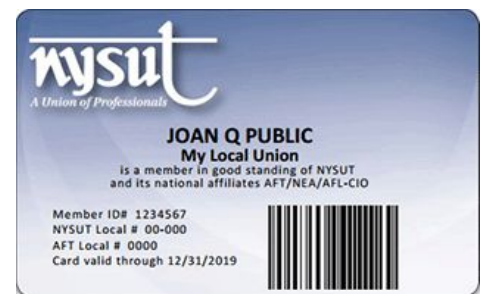 nysut
A Union of Professionals
JOAN Q PUBLIC
My Local Union
is a member in good standing of NYSUT
and its national affiliates AFT/NEA/AFL-CIO
Member ID# 1234567
NYSUT Local # 00-000
AFT Local # 0000
Card valid through 12/31/2019